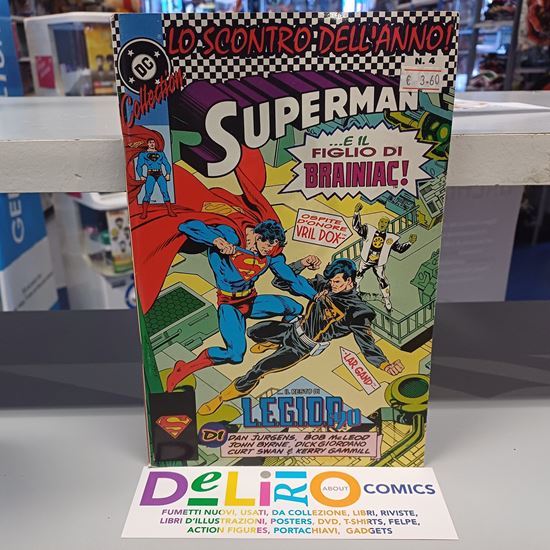 LO SCONTRO DELL'ANNO!
DC
Collection
N. 4
€ 3.60
SUPERMAN
...E IL
FIGLIO DI
BRAINIAC!
OSPITE
D'ONORE
VRIL DOX
LAR GAND
...IL RESTO DI
L.E.G.I.O.N.
DI
DAN JURGENS, BOB McLEOD
JOHN BYRNE, DICK GIORDANO
CURT SWAN & KERRY GAMMILL
DELIRIO ABOUT COMICS
FUMETTI NUOVI, USATI, DA COLLEZIONE, LIBRI, RIVISTE,
LIBRI D'ILLUSTRAZIONI, POSTERS, DVD, T-SHIRTS, FELPE,
ACTION FIGURES, PORTACHIAVI, GADGETS